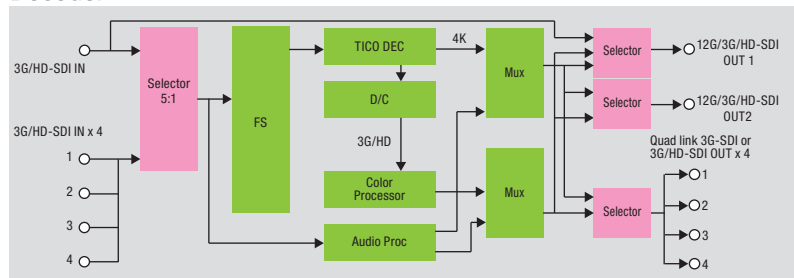 3G/HD-SDI IN
3G/HD-SDI IN x 4
1
2
3
4
Selector
5:1
FS
TICO DEC
4K
D/C
3G/HD
Color
Processor
Audio Proc
Mux
Mux
Selector
Selector
Selector
12G/3G/HD-SDI
OUT 1
12G/3G/HD-SDI
OUT2
Quad link 3G-SDI or
3G/HD-SDI OUT x 4
1
2
3
4